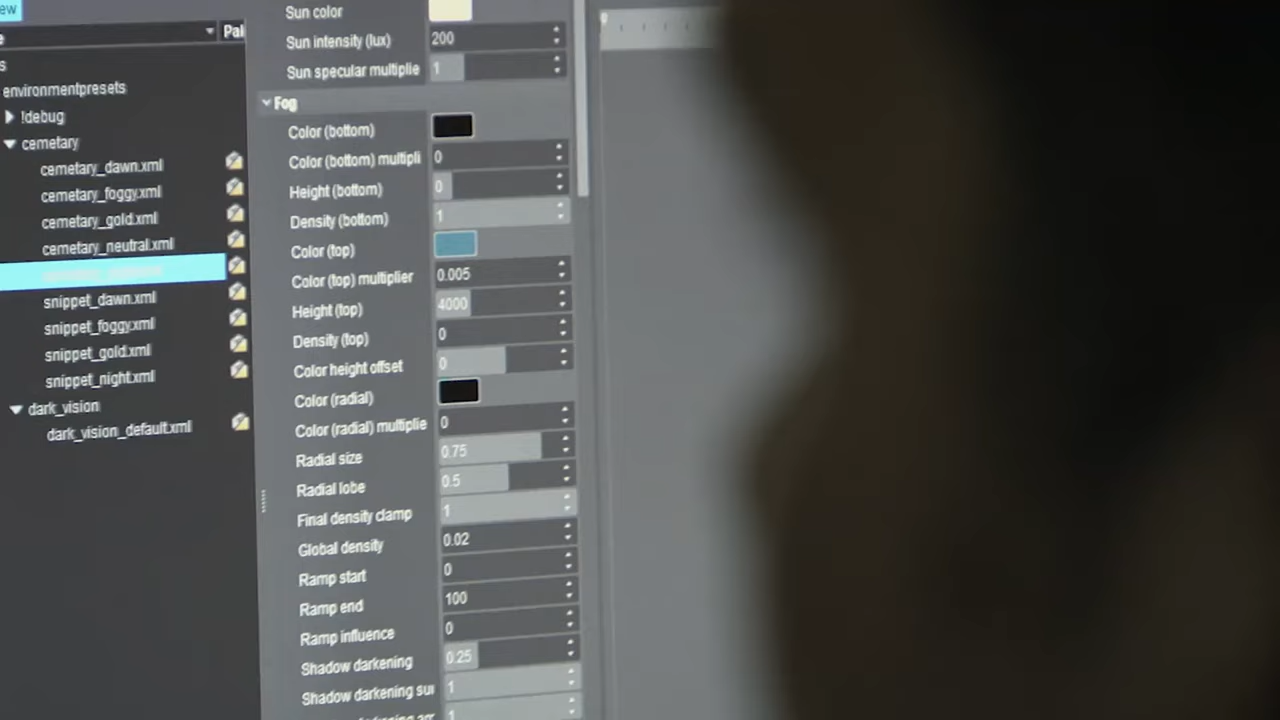 ew
Pal
s
environmentpresets
!debug
cemetary
cemetary_dawn.xml
cemetary_foggy.xml
cemetary_gold.xml
cemetary_neutral.xml
snippet_dawn.xml
snippet_foggy.xml
snippet_gold.xml
snippet_night.xml
dark_vision
dark_vision_default.xml
Sun color
Sun intensity (lux) 200
Sun specular multiplie 1
Fog
Color (bottom)
Color (bottom) multipli 0
Height (bottom) 0
Density (bottom) 1
Color (top)
Color (top) multiplier 0.005
Height (top) 4000
Density (top) 0
Color height offset 0
Color (radial)
Color (radial) multiplie 0
Radial size 0.75
Radial lobe 0.5
Final density clamp 1
Global density 0.02
Ramp start 0
Ramp end 100
Ramp influence 0
Shadow darkening 0.25
Shadow darkening sur 1
1